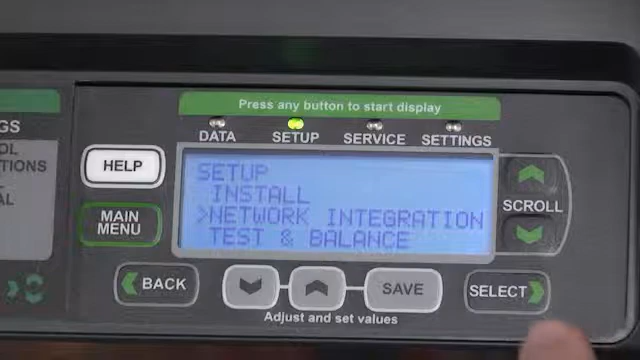 Press any button to start display
GS
OL
TIONS
AL
DATA
SETUP
SERVICE
SETTINGS
HELP
MAIN
MENU
SETUP
INSTALL
>NETWORK INTEGRATION
TEST & BALANCE
SCROLL
BACK
SAVE
SELECT
Adjust and set values